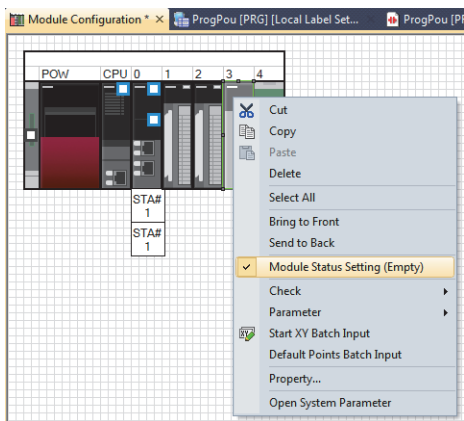 Module Configuration * ProgPou [PRG] [Local Label Set... ProgPou [PR
POW CPU 0 1 2 3 4
STA#
1
STA#
1
Cut
Copy
Paste
Delete
Select All
Bring to Front
Send to Back
Module Status Setting (Empty)
Check
Parameter
Start XY Batch Input
Default Points Batch Input
Property...
Open System Parameter